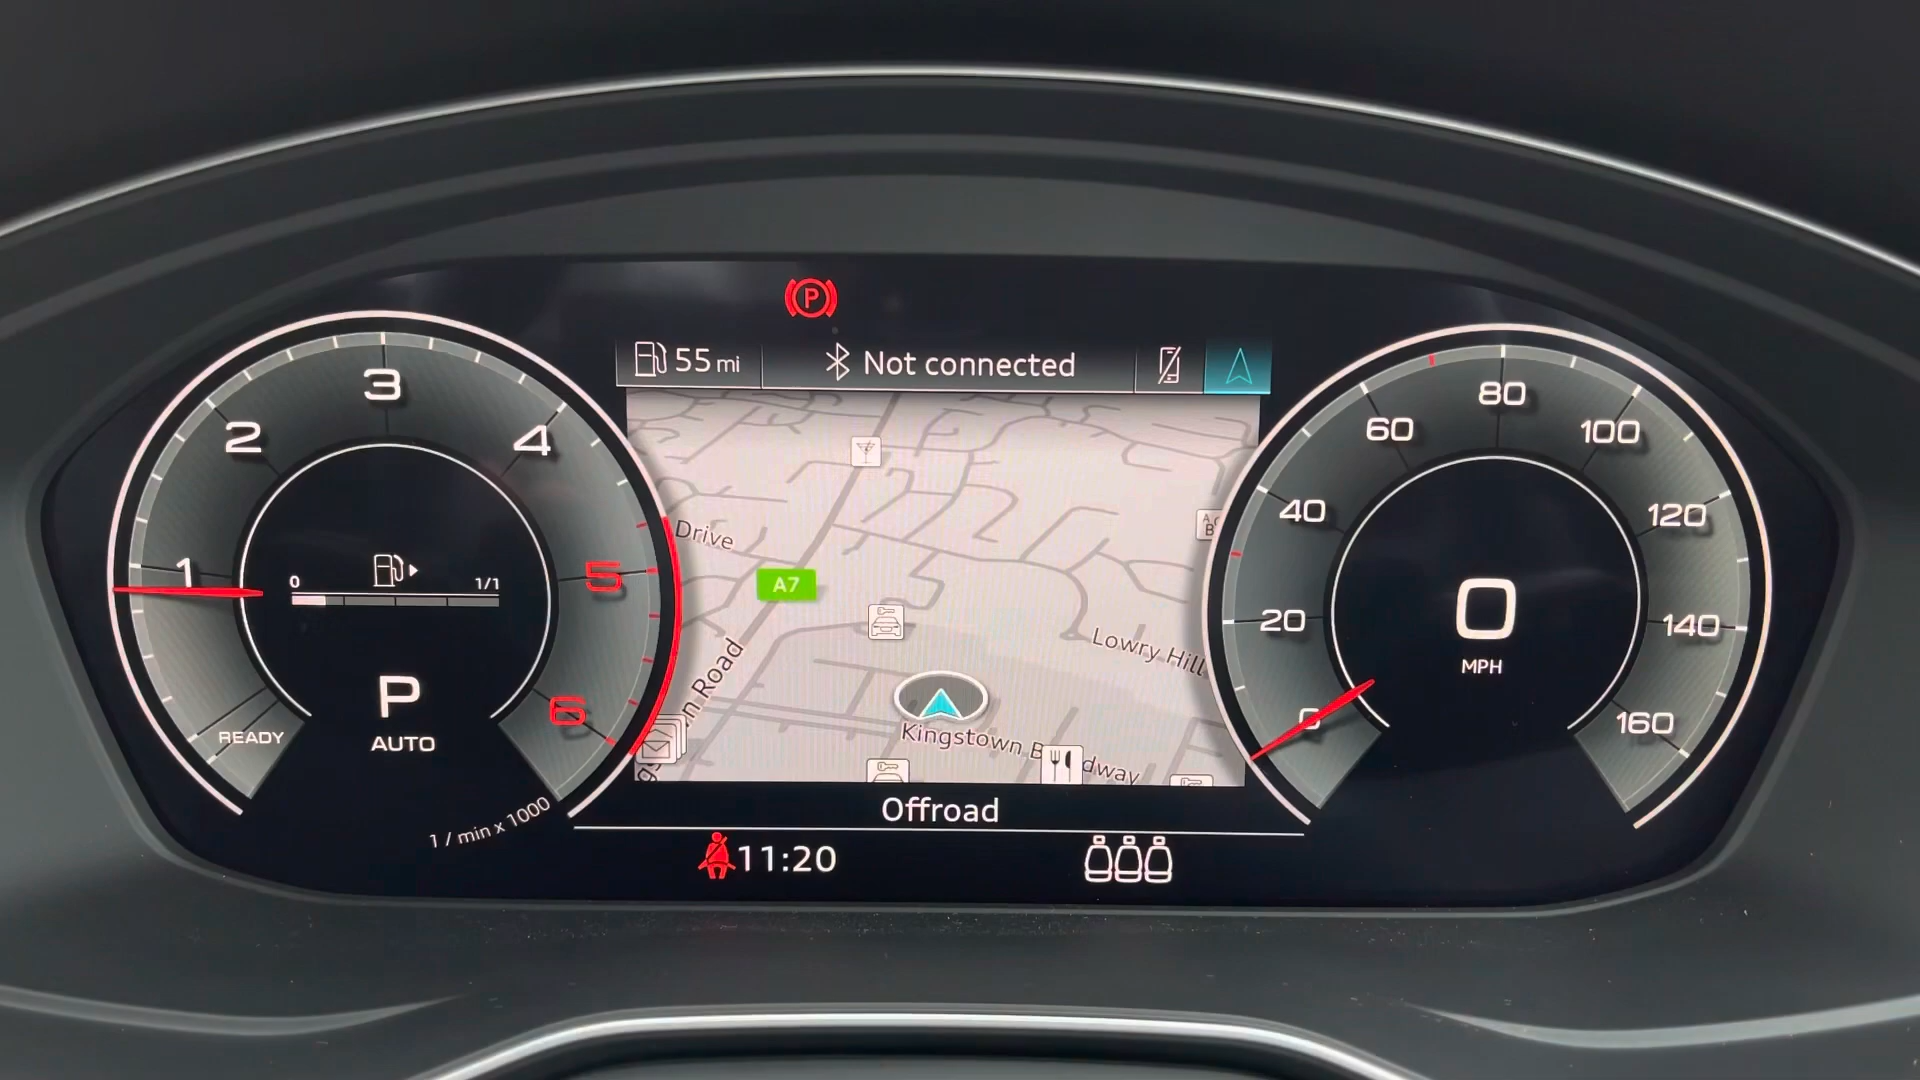 P
55 mi
Not connected
1
2
3
4
5
6
0
1/1
P
AUTO
READY
1 / min x 1000
Drive
A7
Lowry Hill
n Road
Kingstown B
dway
Offroad
11:20
0
20
40
60
80
100
120
140
160
0
MPH